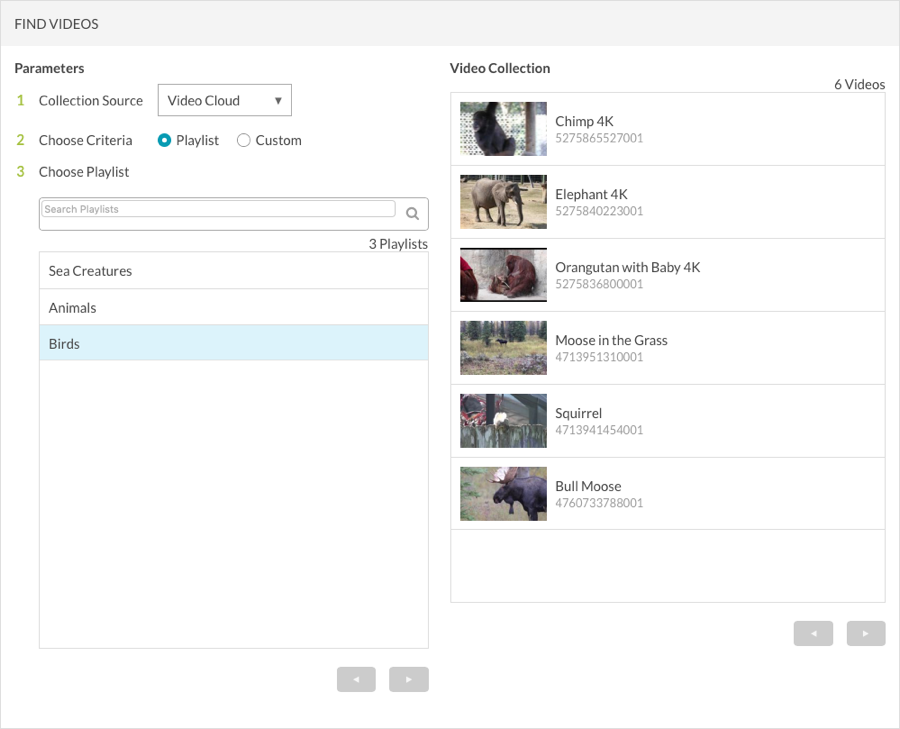 FIND VIDEOS
Parameters
1 Collection Source Video Cloud ▼
2 Choose Criteria Playlist Custom
3 Choose Playlist
Search Playlists
3 Playlists
Sea Creatures
Animals
Birds
Video Collection
6 Videos
Chimp 4K
5275865527001
Elephant 4K
5275840223001
Orangutan with Baby 4K
5275836800001
Moose in the Grass
4713951310001
Squirrel
4713941454001
Bull Moose
4760733788001